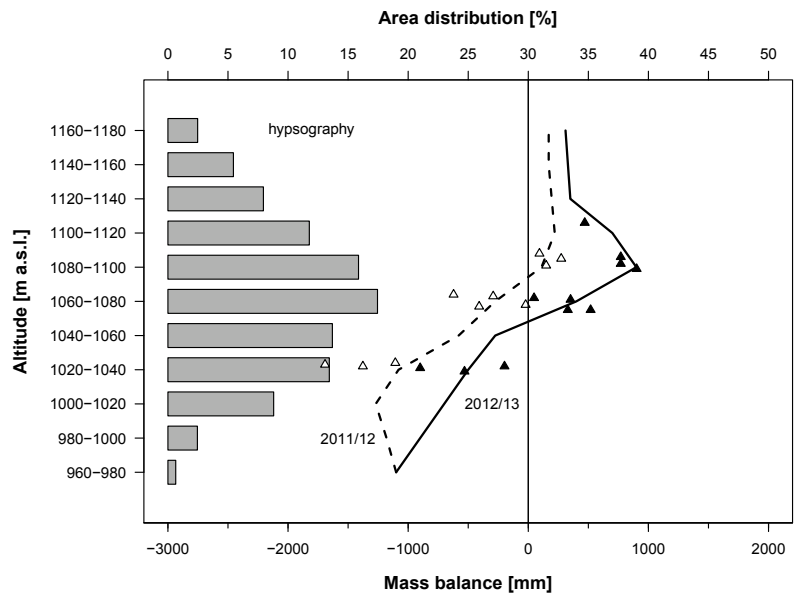 Area distribution [%]
0 5 10 15 20 25 30 35 40 45 50
1160−1180
hypsography
1140−1160
1120−1140
1100−1120
1080−1100
1060−1080
1040−1060
1020−1040
1000−1020
2012/13
980−1000
2011/12
960−980
Altitude [m a.s.l.]
−3000 −2000 −1000 0 1000 2000
Mass balance [mm]